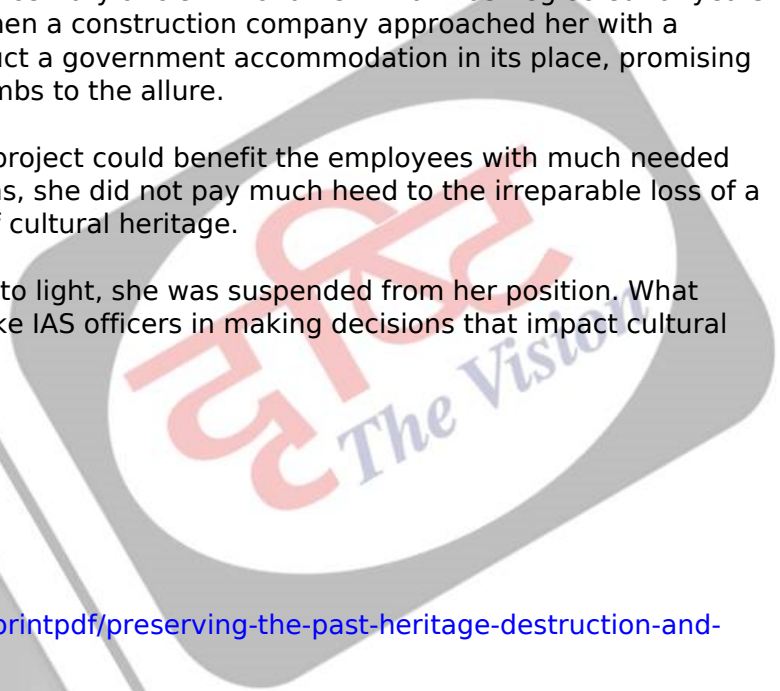 hen a construction company approached her with a
uct a government accommodation in its place, promising
mbs to the allure.
project could benefit the employees with much needed
ns, she did not pay much heed to the irreparable loss of a
f cultural heritage.
to light, she was suspended from her position. What
ke IAS officers in making decisions that impact cultural
दृष्टि
The Vision
printpdf/preserving-the-past-heritage-destruction-and-